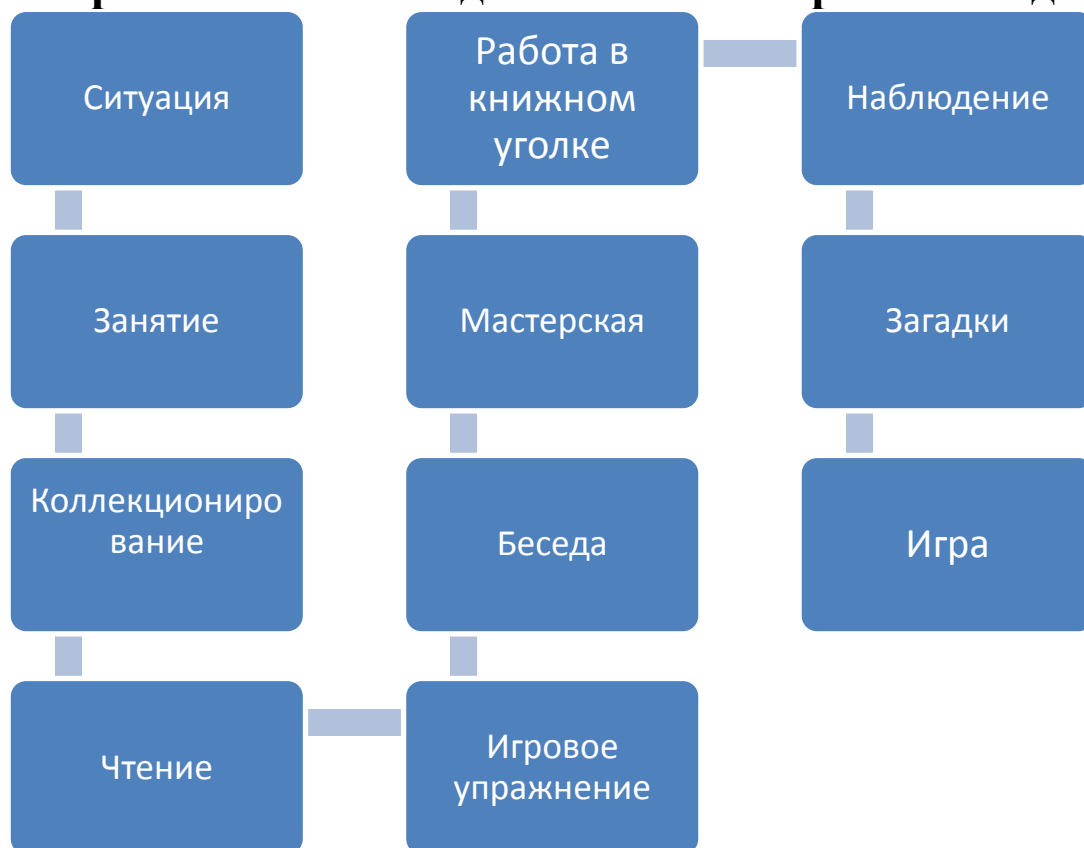 Ситуация
Занятие
Коллекциониро
вание
Чтение
Игровое
упражнение
Беседа
Мастерская
Работа в
книжном
уголке
Наблюдение
Загадки
Игра